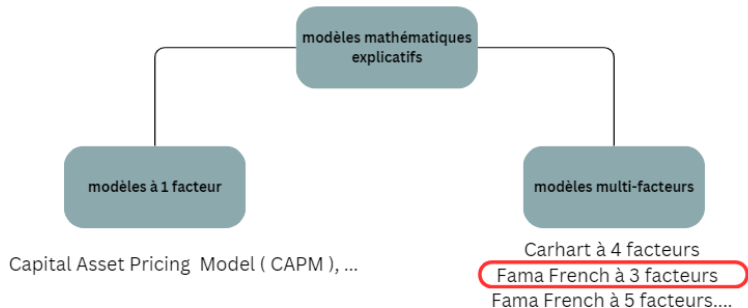 modèles mathématiques
explicatifs
modèles à 1 facteur
modèles multi-facteurs
Capital Asset Pricing Model ( CAPM ), ...
Carhart à 4 facteurs
Fama French à 3 facteurs
Fama French à 5 facteurs....